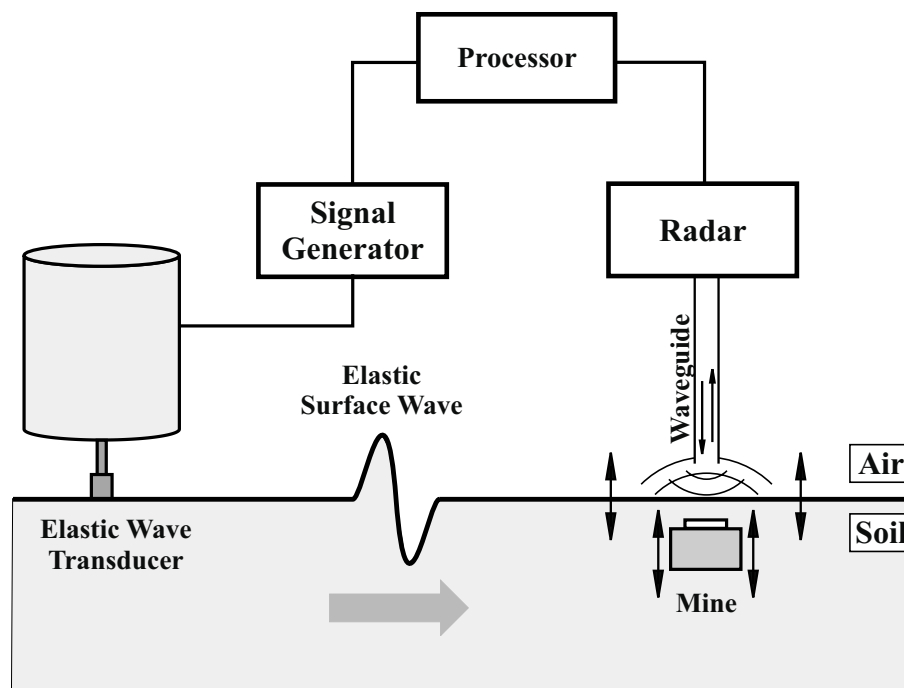 Processor
Signal
Generator
Radar
Waveguide
Elastic
Surface Wave
Air
Soil
Elastic Wave
Transducer
Mine